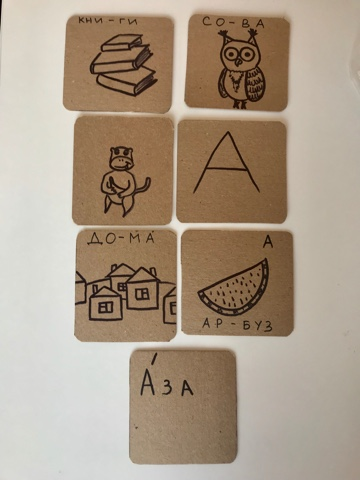 КНИ-ГИ
СО-ВА
А
ДО-МА́
А
АР-БУЗ
А́за